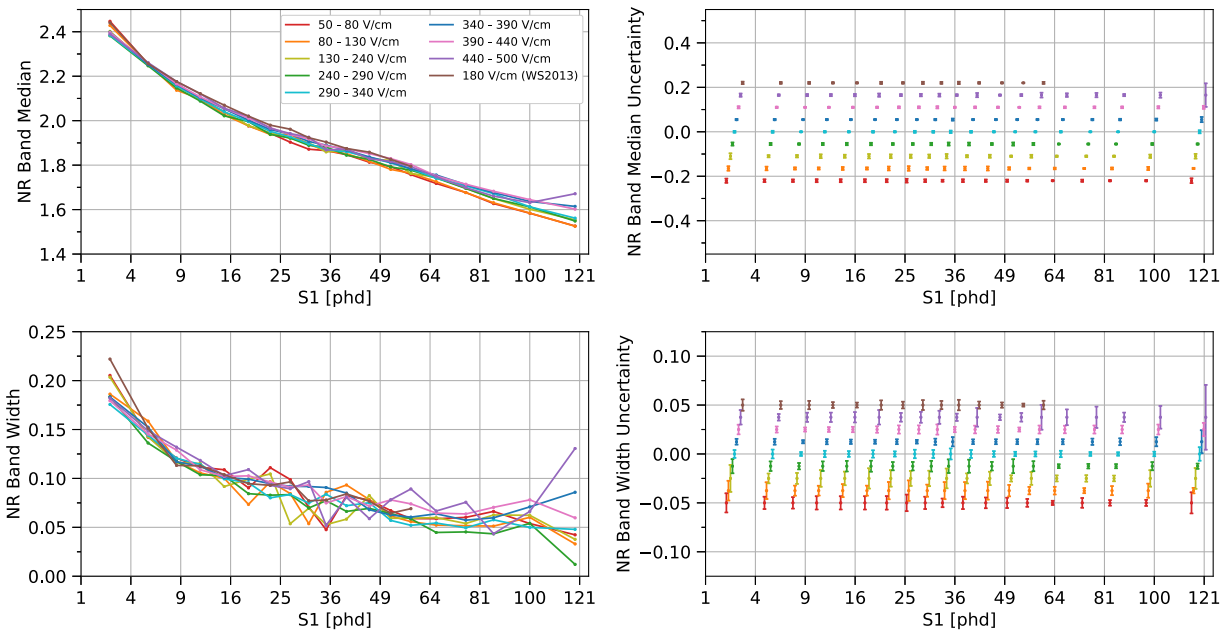 NR Band Median
2.4
2.2
2.0
1.8
1.6
1.4
1 4 9 16 25 36 49 64 81 100 121
S1 [phd]
50 – 80 V/cm
80 – 130 V/cm
130 – 240 V/cm
240 – 290 V/cm
290 – 340 V/cm
340 – 390 V/cm
390 – 440 V/cm
440 – 500 V/cm
180 V/cm (WS2013)
NR Band Median Uncertainty
0.4
0.2
0.0
−0.2
−0.4
1 4 9 16 25 36 49 64 81 100 121
S1 [phd]
NR Band Width
0.25
0.20
0.15
0.10
0.05
0.00
1 4 9 16 25 36 49 64 81 100 121
S1 [phd]
NR Band Width Uncertainty
0.10
0.05
0.00
−0.05
−0.10
1 4 9 16 25 36 49 64 81 100 121
S1 [phd]